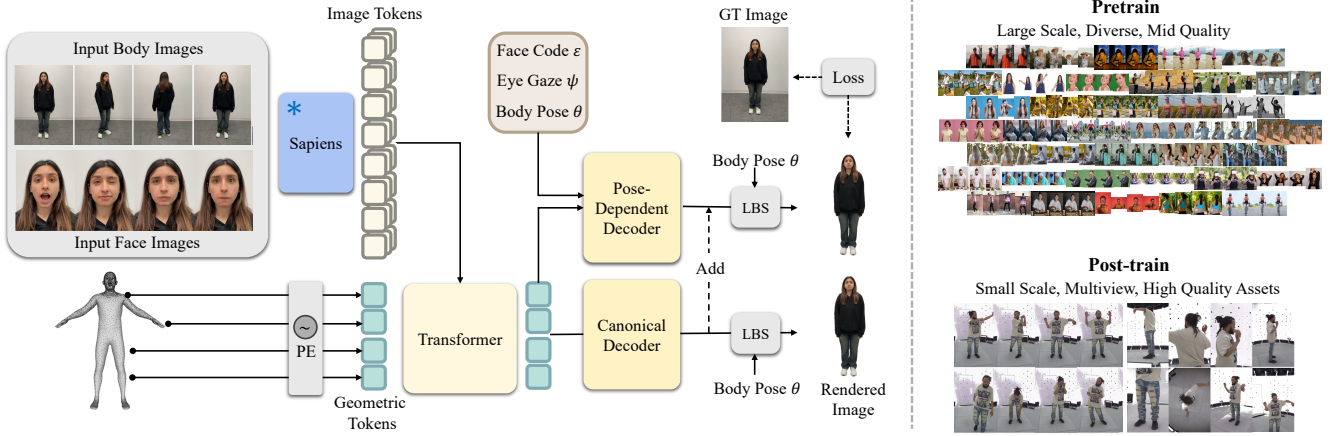 Image Tokens
Input Body Images
Input Face Images
*
Sapiens
Face Code ε
Eye Gaze ψ
Body Pose θ
GT Image
Loss
Pose-
Dependent
Decoder
Body Pose θ
LBS
Add
~
PE
Geometric
Tokens
Transformer
Canonical
Decoder
LBS
Body Pose θ
Rendered
Image
Pretrain
Large Scale, Diverse, Mid Quality
Post-train
Small Scale, Multiview, High Quality Assets